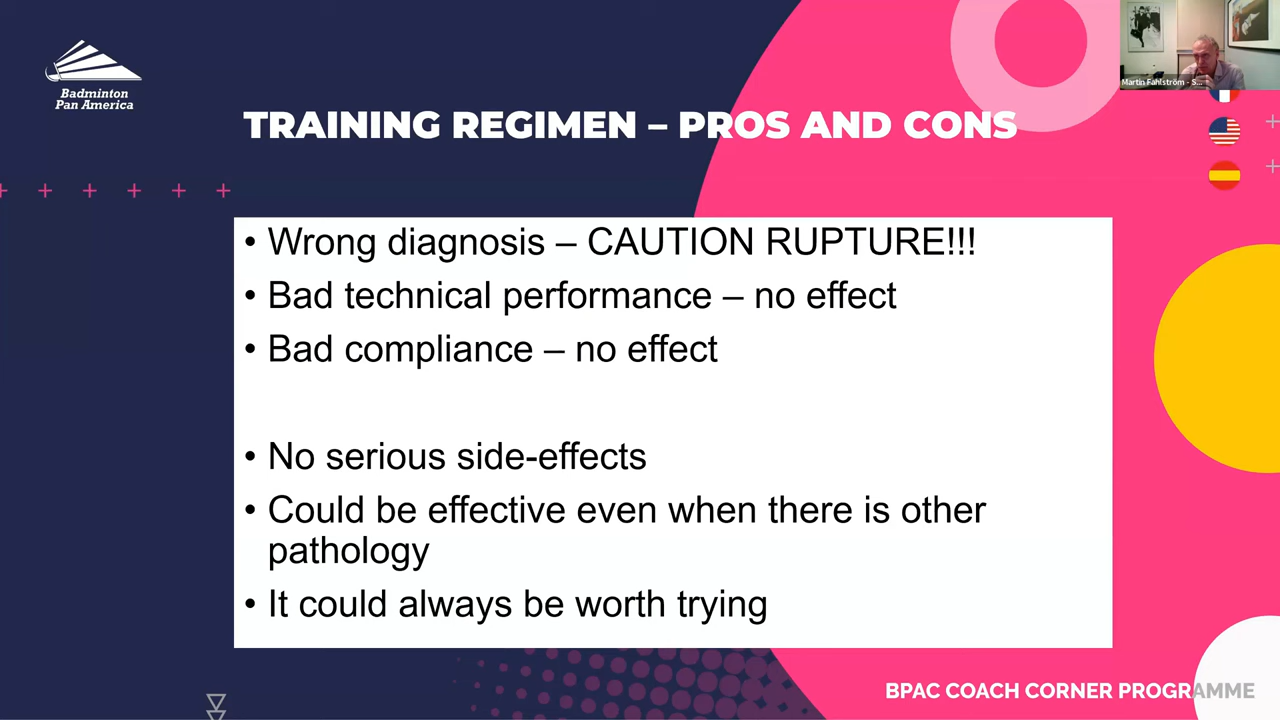 Badminton
Pan America
Martin Fahlström - S...
TRAINING REGIMEN – PROS AND CONS
• Wrong diagnosis – CAUTION RUPTURE!!!
• Bad technical performance – no effect
• Bad compliance – no effect
• No serious side-effects
• Could be effective even when there is other
pathology
• It could always be worth trying
BPAC COACH CORNER PROGRAMME